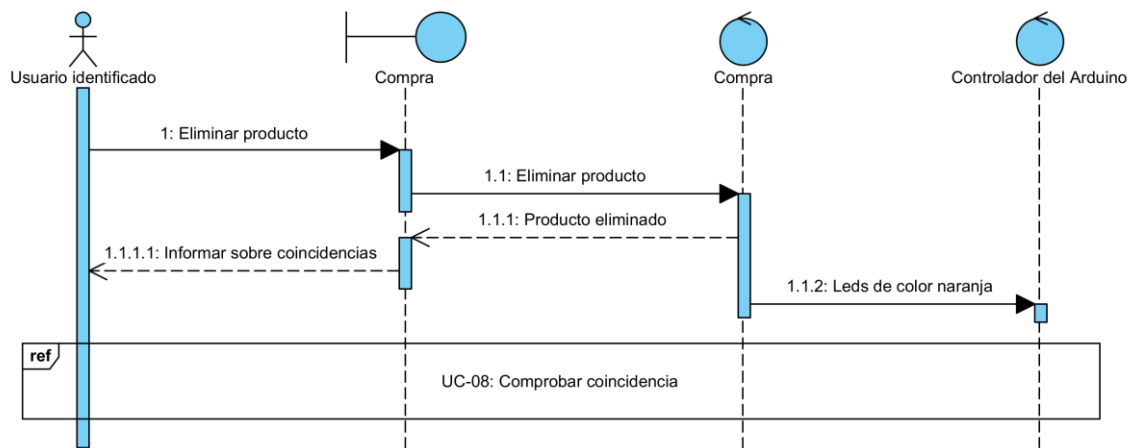 Usuario identificado
Compra
Compra
Controlador del Arduino
1: Eliminar producto
1.1: Eliminar producto
1.1.1: Producto eliminado
1.1.1.1: Informar sobre coincidencias
1.1.2: Leds de color naranja
ref
UC-08: Comprobar coincidencia